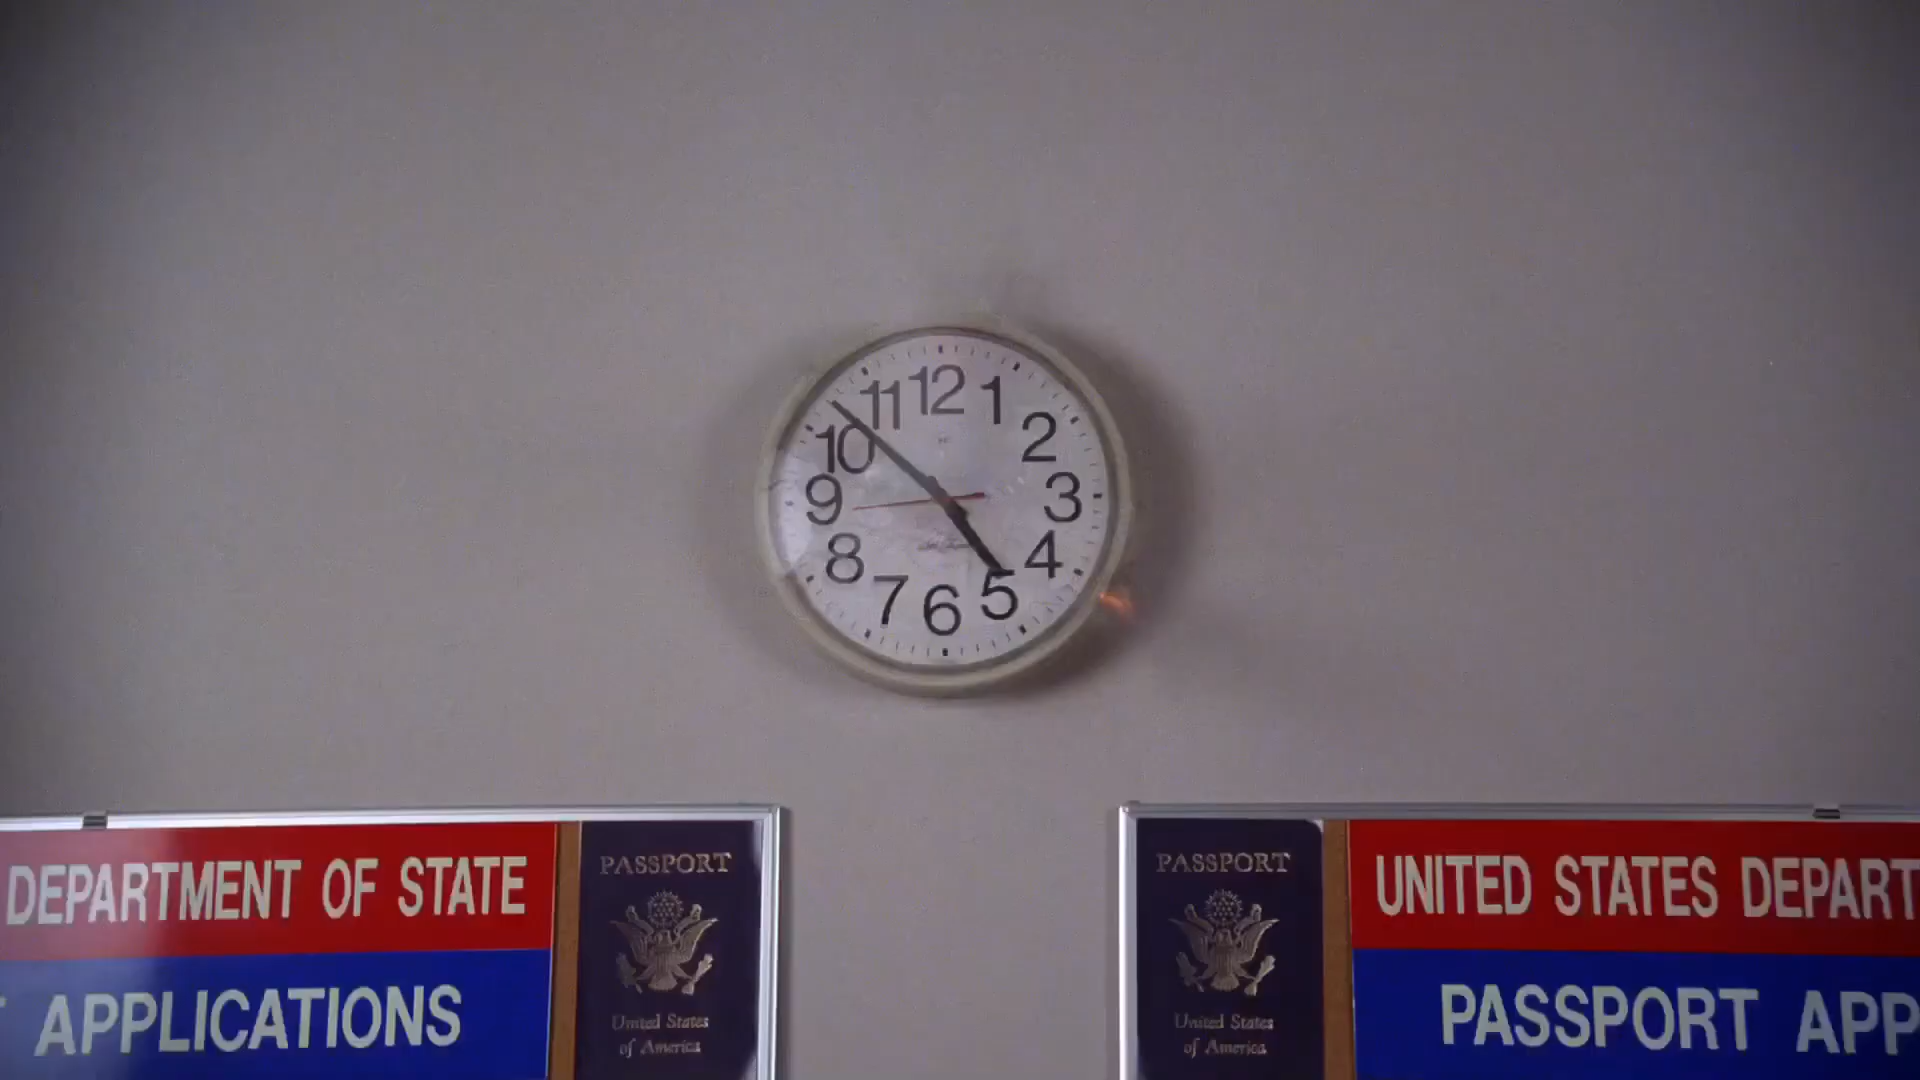 12
11 1
10 2
9 3
8 4
7 6 5
DEPARTMENT OF STATE
APPLICATIONS
PASSPORT
United States
of America
PASSPORT
United States
of America
UNITED STATES DEPART
PASSPORT APP